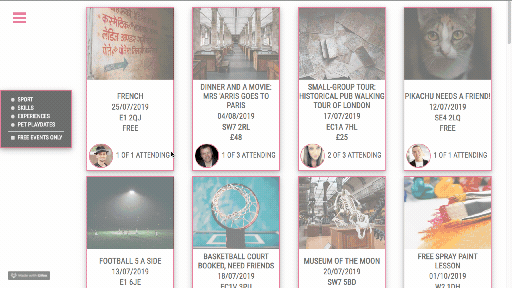 SPORT
SKILLS
EXPERIENCES
PET PLAYDATES
FREE EVENTS ONLY
FRENCH
25/07/2019
E1 2QJ
FREE
1 OF 1 ATTENDING
DINNER AND A MOVIE:
MRS 'ARRIS GOES TO
PARIS
04/08/2019
SW7 2RL
£48
1 OF 3 ATTENDING
SMALL-GROUP TOUR:
HISTORICAL PUB WALKING
TOUR OF LONDON
17/07/2019
EC1A 7HL
£25
2 OF 3 ATTENDING
PIKACHU NEEDS A FRIEND!
12/07/2019
SE4 2LQ
FREE
1 OF 1 ATTENDING
FOOTBALL 5 A SIDE
13/07/2019
E1 6JE
BASKETBALL COURT
BOOKED, NEED FRIENDS
18/07/2019
MUSEUM OF THE MOON
20/07/2019
SW7 5BD
FREE SPRAY PAINT
LESSON
01/10/2019